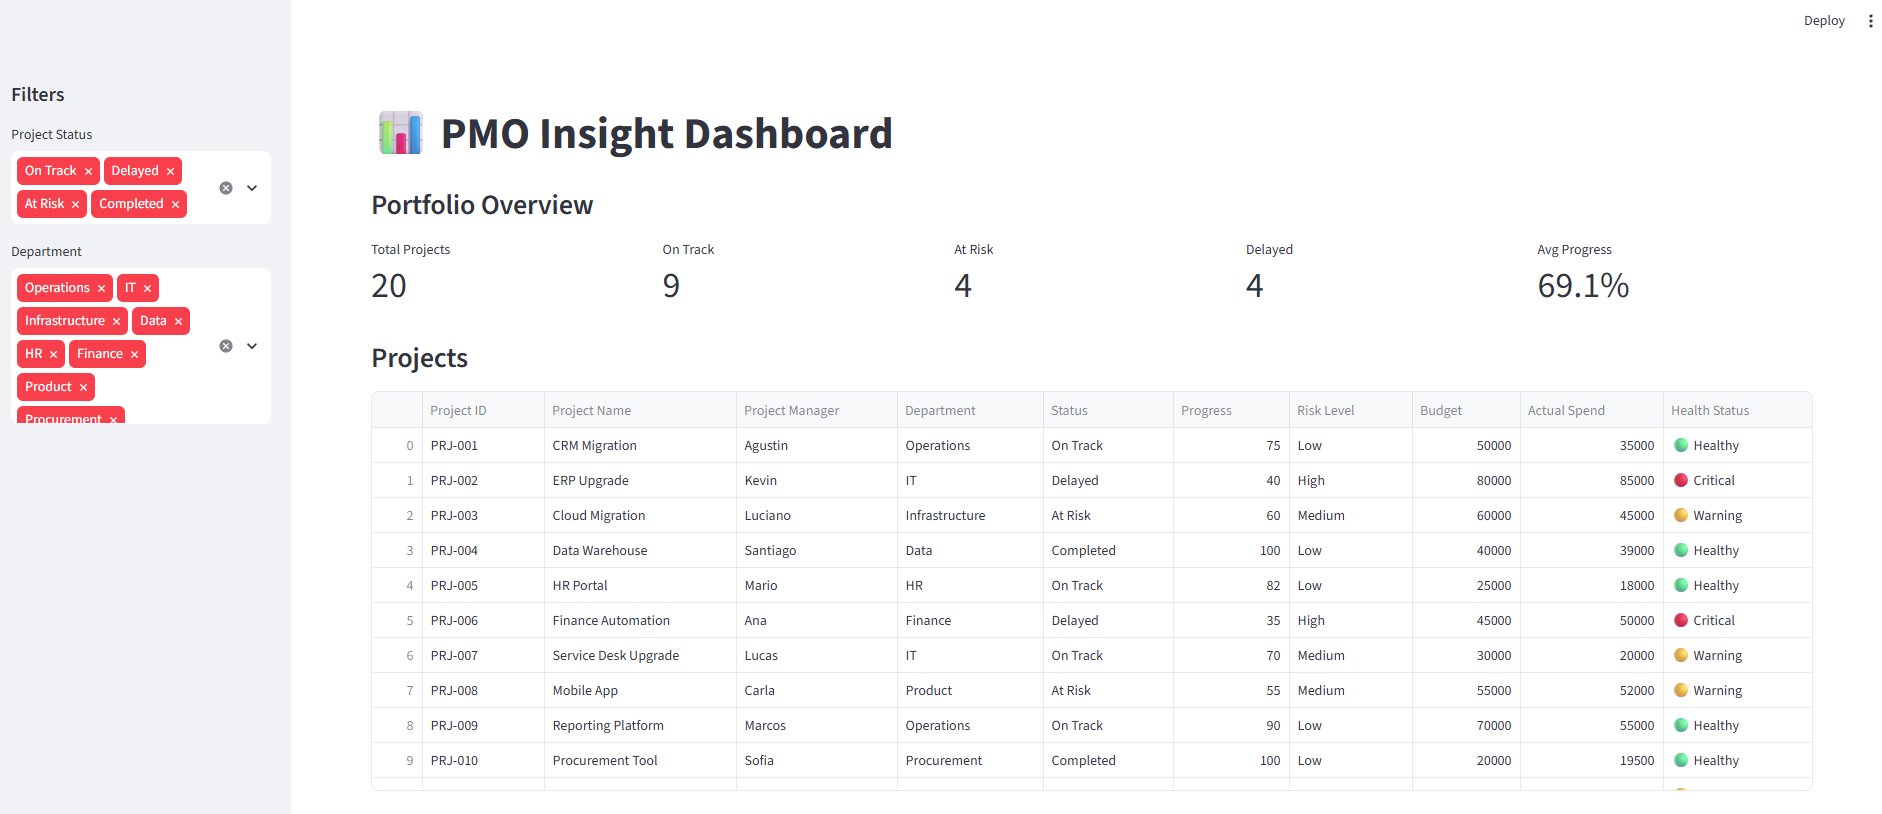 Deploy
Filters
Project Status
On Track × Delayed ×
At Risk × Completed ×
Department
Operations × IT ×
Infrastructure × Data ×
HR × Finance ×
Product ×
Procurement ×
PMO Insight Dashboard
Portfolio Overview
Total Projects On Track At Risk Delayed Avg Progress
20 9 4 4 69.1%
Projects
Project ID Project Name Project Manager Department Status Progress Risk Level Budget Actual Spend Health Status
0 PRJ-001 CRM Migration Agustin Operations On Track 75 Low 50000 35000 Healthy
1 PRJ-002 ERP Upgrade Kevin IT Delayed 40 High 80000 85000 Critical
2 PRJ-003 Cloud Migration Luciano Infrastructure At Risk 60 Medium 60000 45000 Warning
3 PRJ-004 Data Warehouse Santiago Data Completed 100 Low 40000 39000 Healthy
4 PRJ-005 HR Portal Mario HR On Track 82 Low 25000 18000 Healthy
5 PRJ-006 Finance Automation Ana Finance Delayed 35 High 45000 50000 Critical
6 PRJ-007 Service Desk Upgrade Lucas IT On Track 70 Medium 30000 20000 Warning
7 PRJ-008 Mobile App Carla Product At Risk 55 Medium 55000 52000 Warning
8 PRJ-009 Reporting Platform Marcos Operations On Track 90 Low 70000 55000 Healthy
9 PRJ-010 Procurement Tool Sofia Procurement Completed 100 Low 20000 19500 Healthy